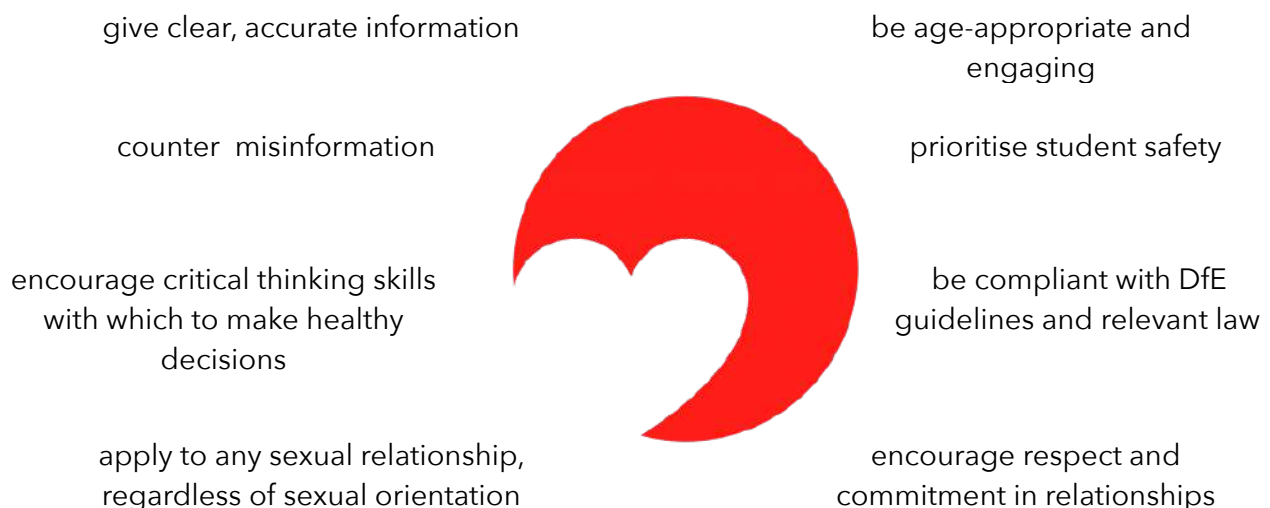 give clear, accurate information
be age-appropriate and
engaging
counter  misinformation
prioritise student safety
encourage critical thinking skills
with which to make healthy
decisions
be compliant with DfE
guidelines and relevant law
apply to any sexual relationship,
regardless of sexual orientation
encourage respect and
commitment in relationships